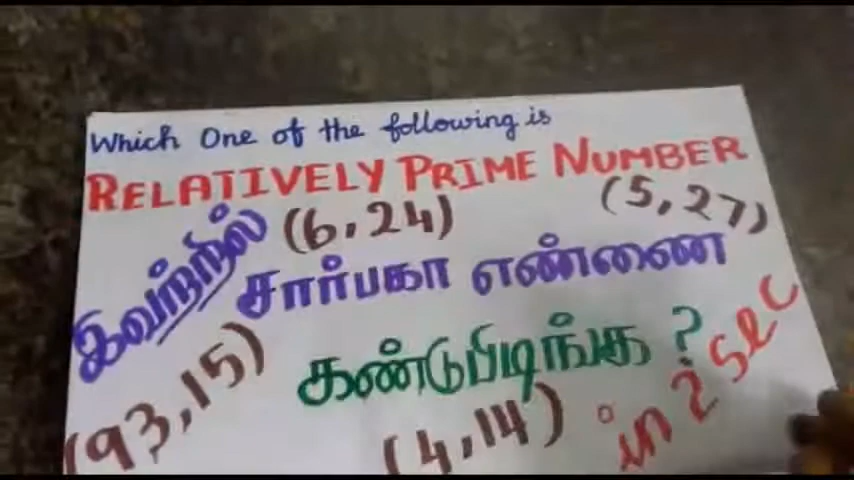 Which One of the following is
RELATIVELY PRIME NUMBER
(6,24) (5,27)
இவற்றில் சார்பகா எண்ணை
கண்டுபிடிங்க ?
(93,15) (4,14) in 2 sec